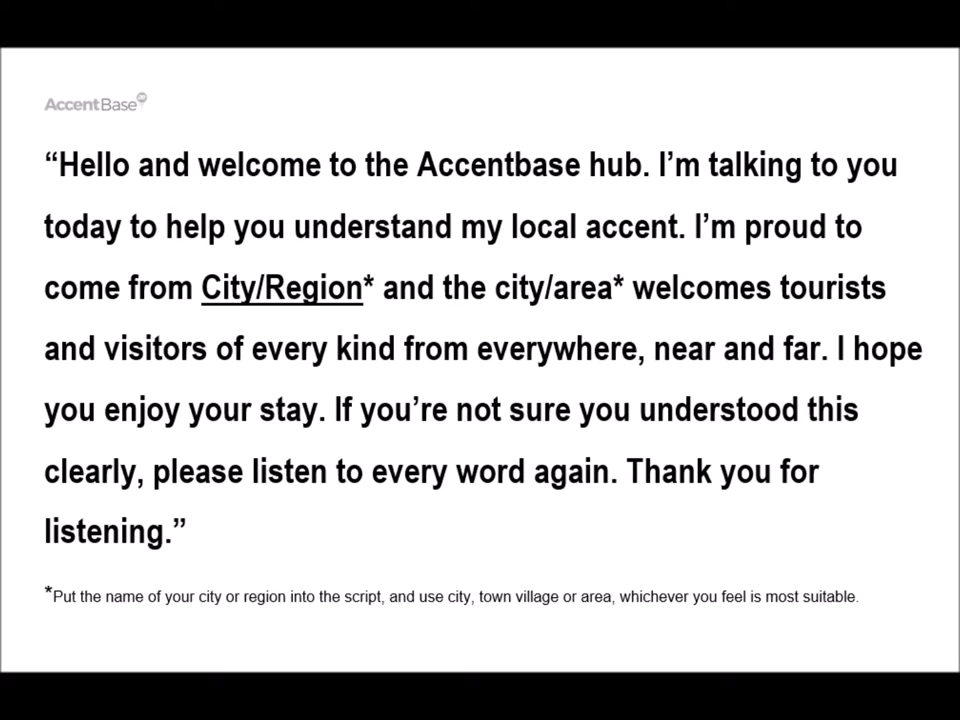 AccentBase
“Hello and welcome to the Accentbase hub. I’m talking to you
today to help you understand my local accent. I’m proud to
come from City/Region* and the city/area* welcomes tourists
and visitors of every kind from everywhere, near and far. I hope
you enjoy your stay. If you’re not sure you understood this
clearly, please listen to every word again. Thank you for
listening.”
*Put the name of your city or region into the script, and use city, town village or area, whichever you feel is most suitable.